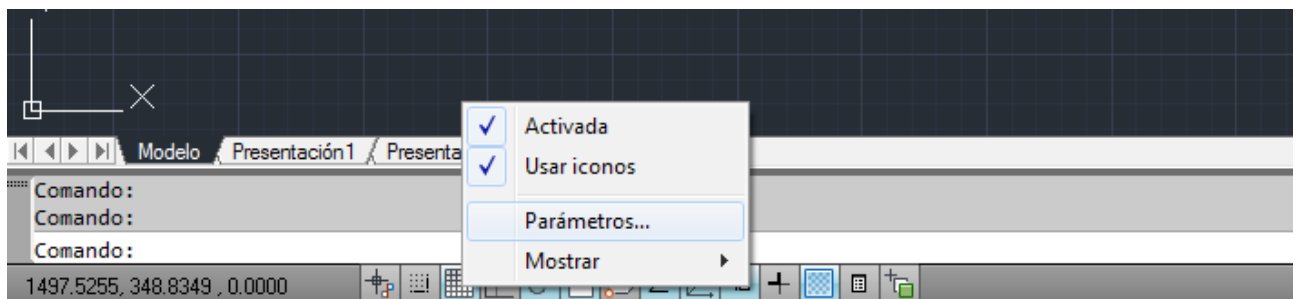 Activada
Usar iconos
Parámetros...
Mostrar
Modelo Presentación1 Presenta
Comando:
Comando:
Comando:
1497.5255, 348.8349 , 0.0000